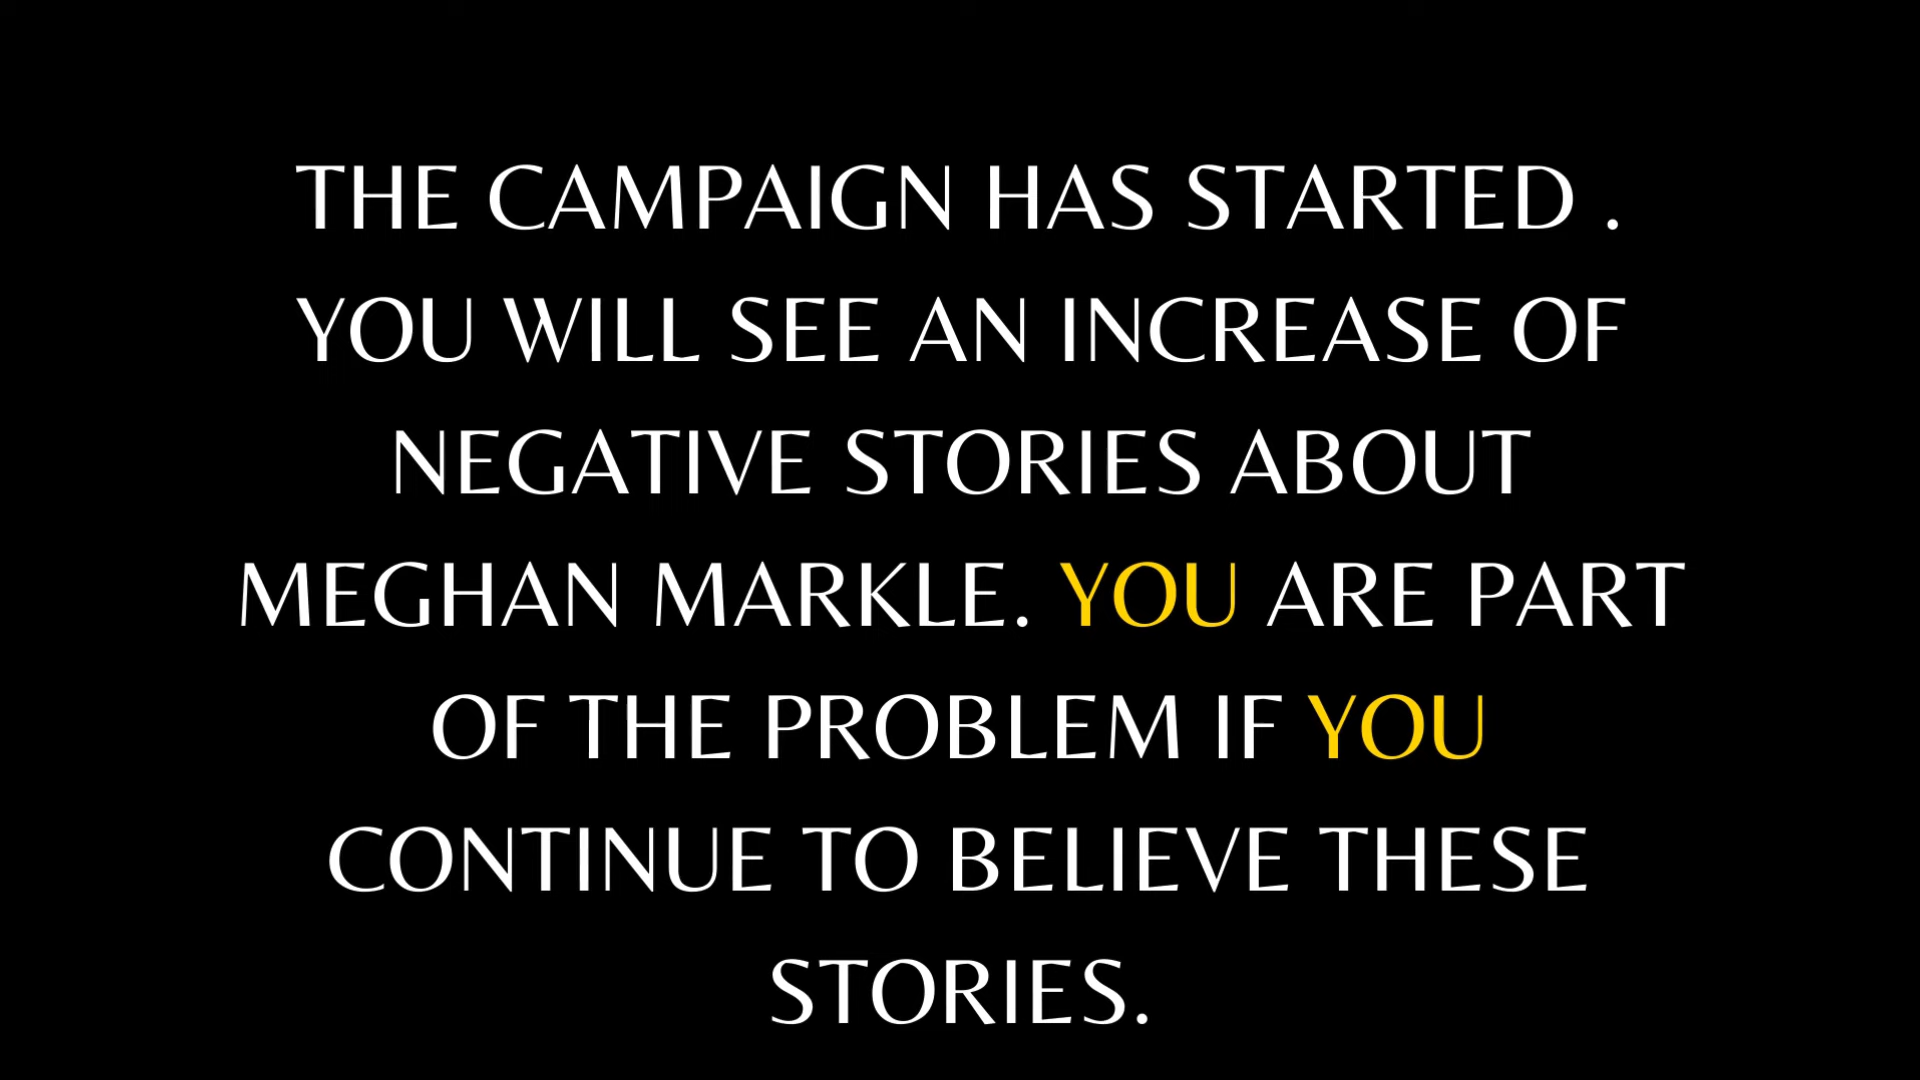 THE CAMPAIGN HAS STARTED .
YOU WILL SEE AN INCREASE OF
NEGATIVE STORIES ABOUT
MEGHAN MARKLE. YOU ARE PART
OF THE PROBLEM IF YOU
CONTINUE TO BELIEVE THESE
STORIES.